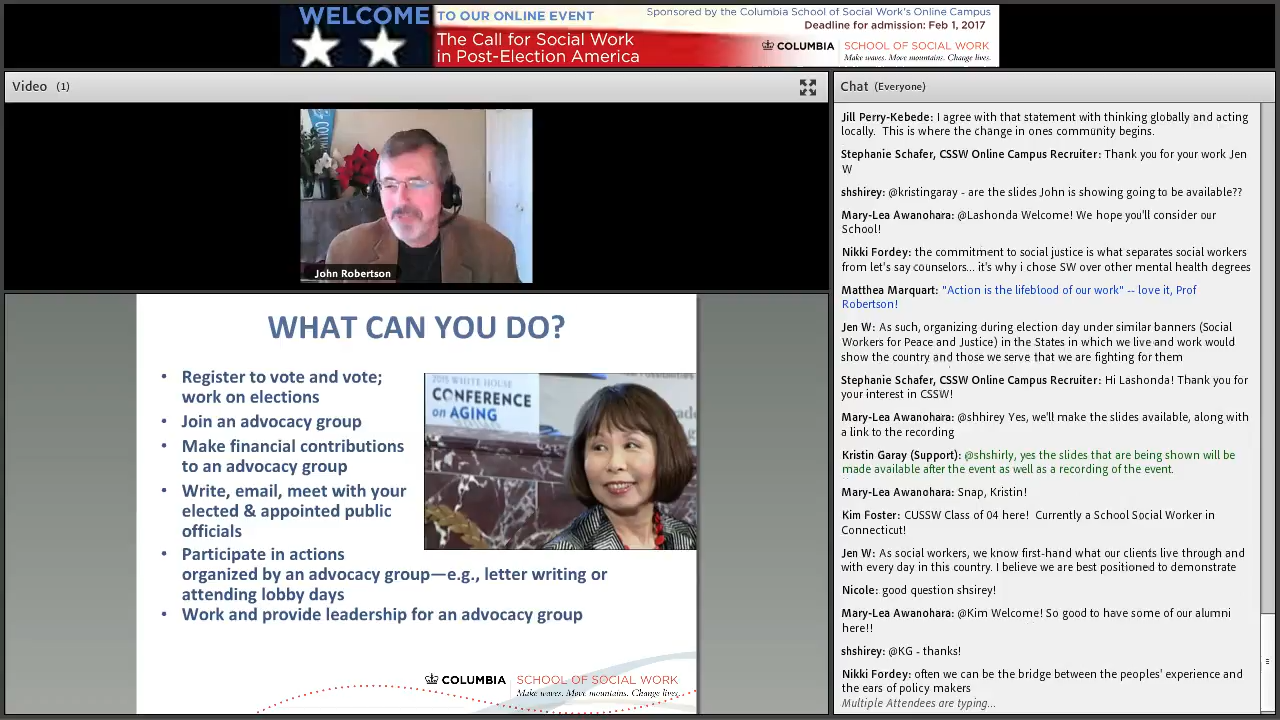 WELCOME TO OUR ONLINE EVENT
The Call for Social Work
in Post-Election America
Sponsored by the Columbia School of Social Work's Online Campus
Deadline for admission: Feb 1, 2017
COLUMBIA SCHOOL OF SOCIAL WORK
Make waves. Move mountains. Change lives.
Video (1)
John Robertson
WHAT CAN YOU DO?
• Register to vote and vote;
work on elections
• Join an advocacy group
• Make financial contributions
to an advocacy group
• Write, email, meet with your
elected & appointed public
officials
• Participate in actions
organized by an advocacy group—e.g., letter writing or
attending lobby days
• Work and provide leadership for an advocacy group
2015 WHITE HOUSE
CONFERENCE
on AGING
COLUMBIA SCHOOL OF SOCIAL WORK
Make waves. Move mountains. Change lives.
Chat (Everyone)
Jill Perry-Kebede: I agree with that statement with thinking globally and acting
locally. This is where the change in ones community begins.
Stephanie Schafer, CSSW Online Campus Recruiter: Thank you for your work Jen
W
shshirey: @kristingaray - are the slides John is showing going to be available??
Mary-Lea Awanohara: @Lashonda Welcome! We hope you'll consider our
School!
Nikki Fordey: the commitment to social justice is what separates social workers
from let's say counselors... it's why i chose SW over other mental health degrees
Matthea Marquart: "Action is the lifeblood of our work" -- love it, Prof
Robertson!
Jen W: As such, organizing during election day under similar banners (Social
Workers for Peace and Justice) in the States in which we live and work would
show the country and those we serve that we are fighting for them
Stephanie Schafer, CSSW Online Campus Recruiter: Hi Lashonda! Thank you for
your interest in CSSW!
Mary-Lea Awanohara: @shhirey Yes, we'll make the slides available, along with
a link to the recording
Kristin Garay (Support): @shshirly, yes the slides that are being shown will be
made available after the event as well as a recording of the event.
Mary-Lea Awanohara: Snap, Kristin!
Kim Foster: CUSSW Class of 04 here! Currently a School Social Worker in
Connecticut!
Jen W: As social workers, we know first-hand what our clients live through and
with every day in this country. I believe we are best positioned to demonstrate
Nicole: good question shsirey!
Mary-Lea Awanohara: @Kim Welcome! So good to have some of our alumni
here!!
shshirey: @KG - thanks!
Nikki Fordey: often we can be the bridge between the peoples' experience and
the ears of policy makers
Multiple Attendees are typing...